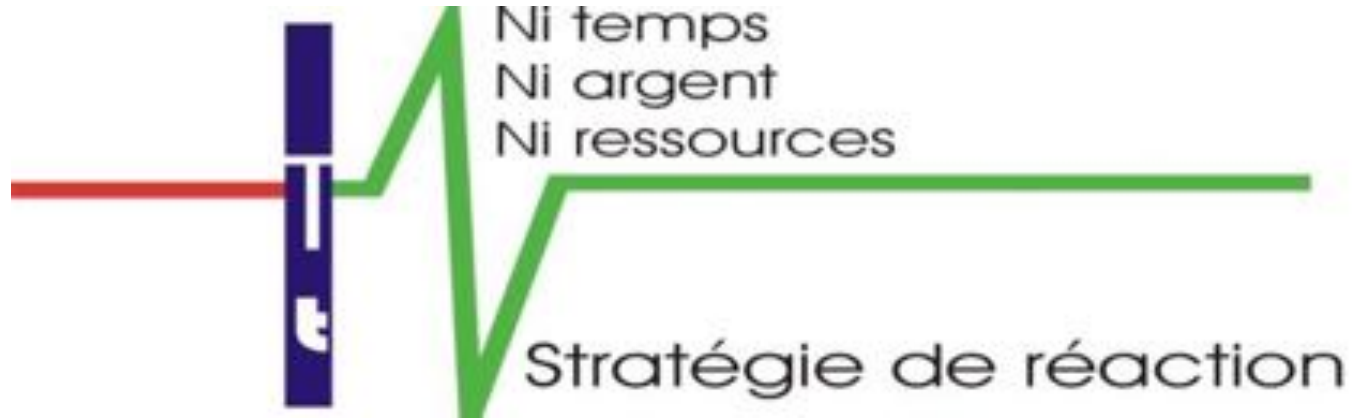 Ni temps
Ni argent
Ni ressources
T
t
Stratégie de réaction